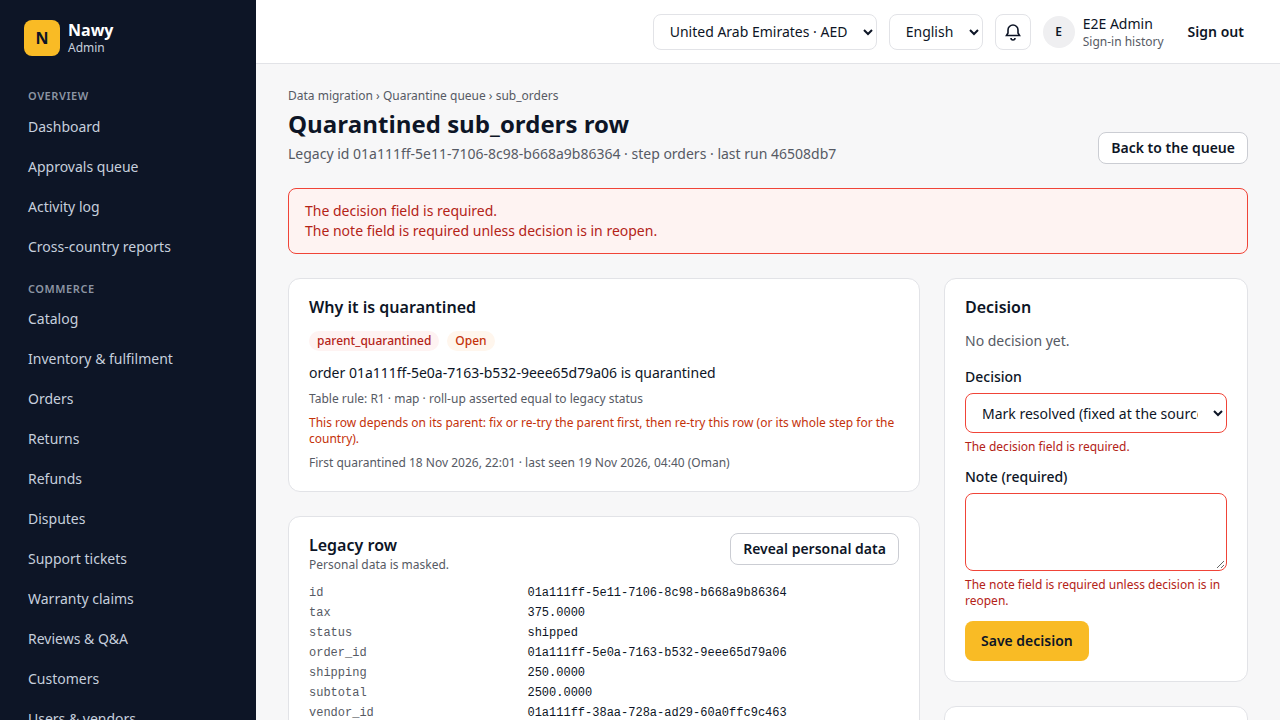 N
Nawy
Admin
United Arab Emirates · AED
English
E
E2E Admin
Sign-in history
Sign out
OVERVIEW
Dashboard
Approvals queue
Activity log
Cross-country reports
COMMERCE
Catalog
Inventory & fulfilment
Orders
Returns
Refunds
Disputes
Support tickets
Warranty claims
Reviews & Q&A
Customers
Users & vendors
Data migration › Quarantine queue › sub_orders
Quarantined sub_orders row
Legacy id 01a111ff-5e11-7106-8c98-b668a9b86364 · step orders · last run 46508db7
Back to the queue
The decision field is required.
The note field is required unless decision is in reopen.
Why it is quarantined
parent_quarantined
Open
order 01a111ff-5e0a-7163-b532-9eee65d79a06 is quarantined
Table rule: R1 · map · roll-up asserted equal to legacy status
This row depends on its parent: fix or re-try the parent first, then re-try this row (or its whole step for the
country).
First quarantined 18 Nov 2026, 22:01 · last seen 19 Nov 2026, 04:40 (Oman)
Legacy row
Personal data is masked.
Reveal personal data
id 01a111ff-5e11-7106-8c98-b668a9b86364
tax 375.0000
status shipped
order_id 01a111ff-5e0a-7163-b532-9eee65d79a06
shipping 250.0000
subtotal 2500.0000
vendor_id 01a111ff-38aa-728a-ad29-60a0ffc9c463
Decision
No decision yet.
Decision
Mark resolved (fixed at the sourc
The decision field is required.
Note (required)
The note field is required unless decision is in
reopen.
Save decision